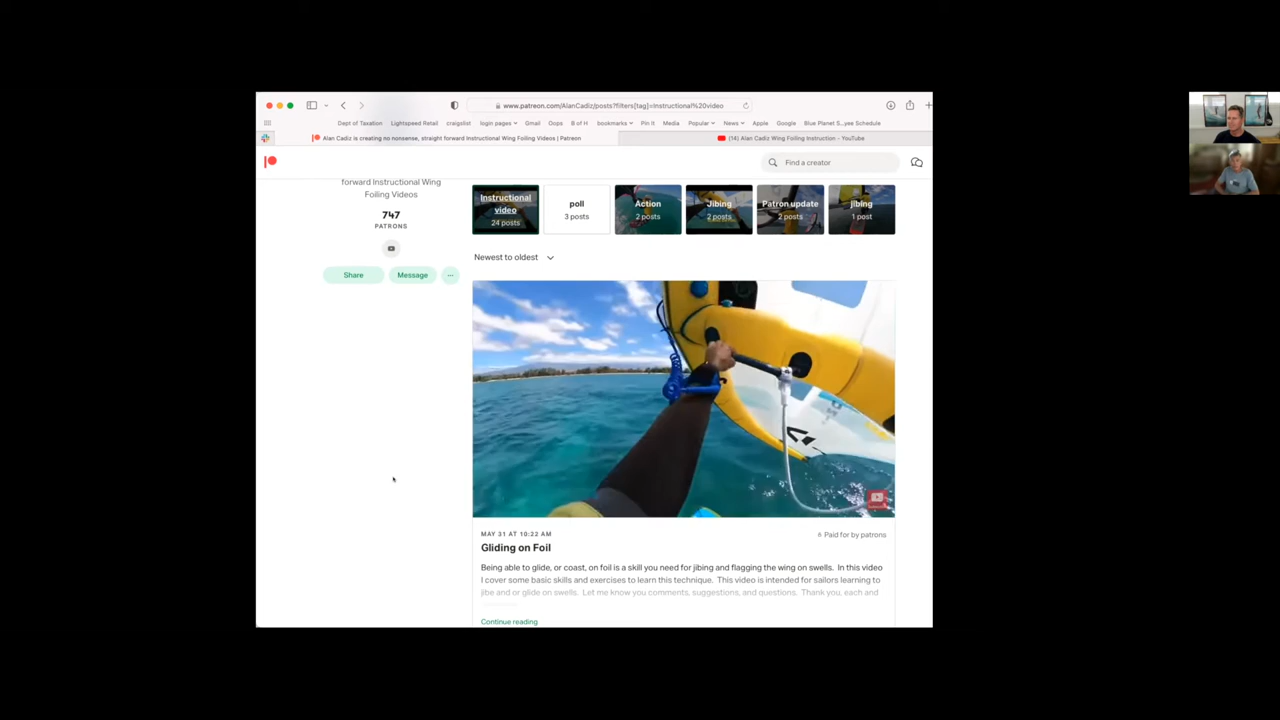 www.patreon.com/AlanCadiz/posts?filters[tag]=Instructional%20video
Dept of Taxation Lightspeed Retail craigslist login pages Gmail Oops B of H bookmarks Pin It Media Popular News Apple Google Blue Planet S...yee Schedule
Alan Cadiz is creating no nonsense, straight forward Instructional Wing Foiling Videos | Patreon
(14) Alan Cadiz Wing Foiling Instruction - YouTube
Find a creator
forward Instructional Wing
Foiling Videos
747
PATRONS
Share Message ...
Instructional
video
24 posts
poll
3 posts
Action
2 posts
Jibing
2 posts
Patron update
2 posts
jibing
1 post
Newest to oldest
MAY 31 AT 10:22 AM
Paid for by patrons
Gliding on Foil
Being able to glide, or coast, on foil is a skill you need for jibing and flagging the wing on swells. In this video
I cover some basic skills and exercises to learn this technique. This video is intended for sailors learning to
jibe and or glide on swells. Let me know you comments, suggestions, and questions. Thank you, each and
Continue reading